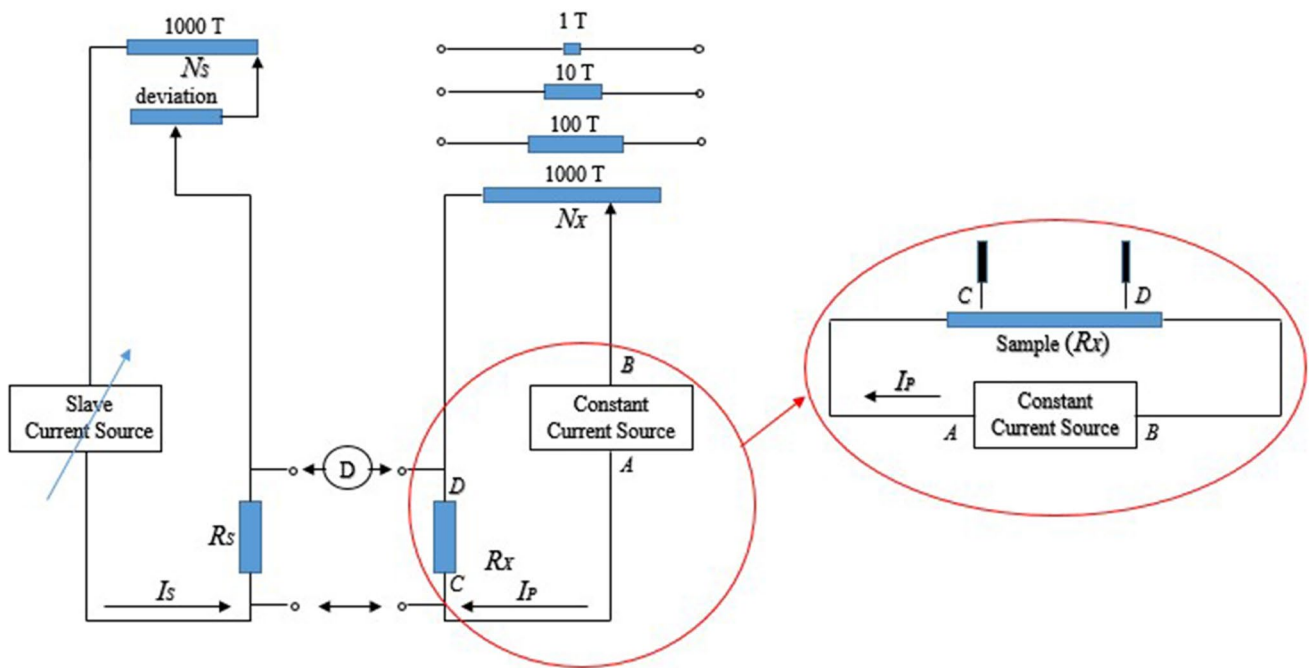 1000 T
Ns
deviation
Slave
Current Source
Rs
Is
D
1 T
10 T
100 T
1000 T
Nx
B
Constant
Current Source
A
D
Rx
C
IP
C
D
Sample (Rx)
IP
Constant
Current Source
A
B